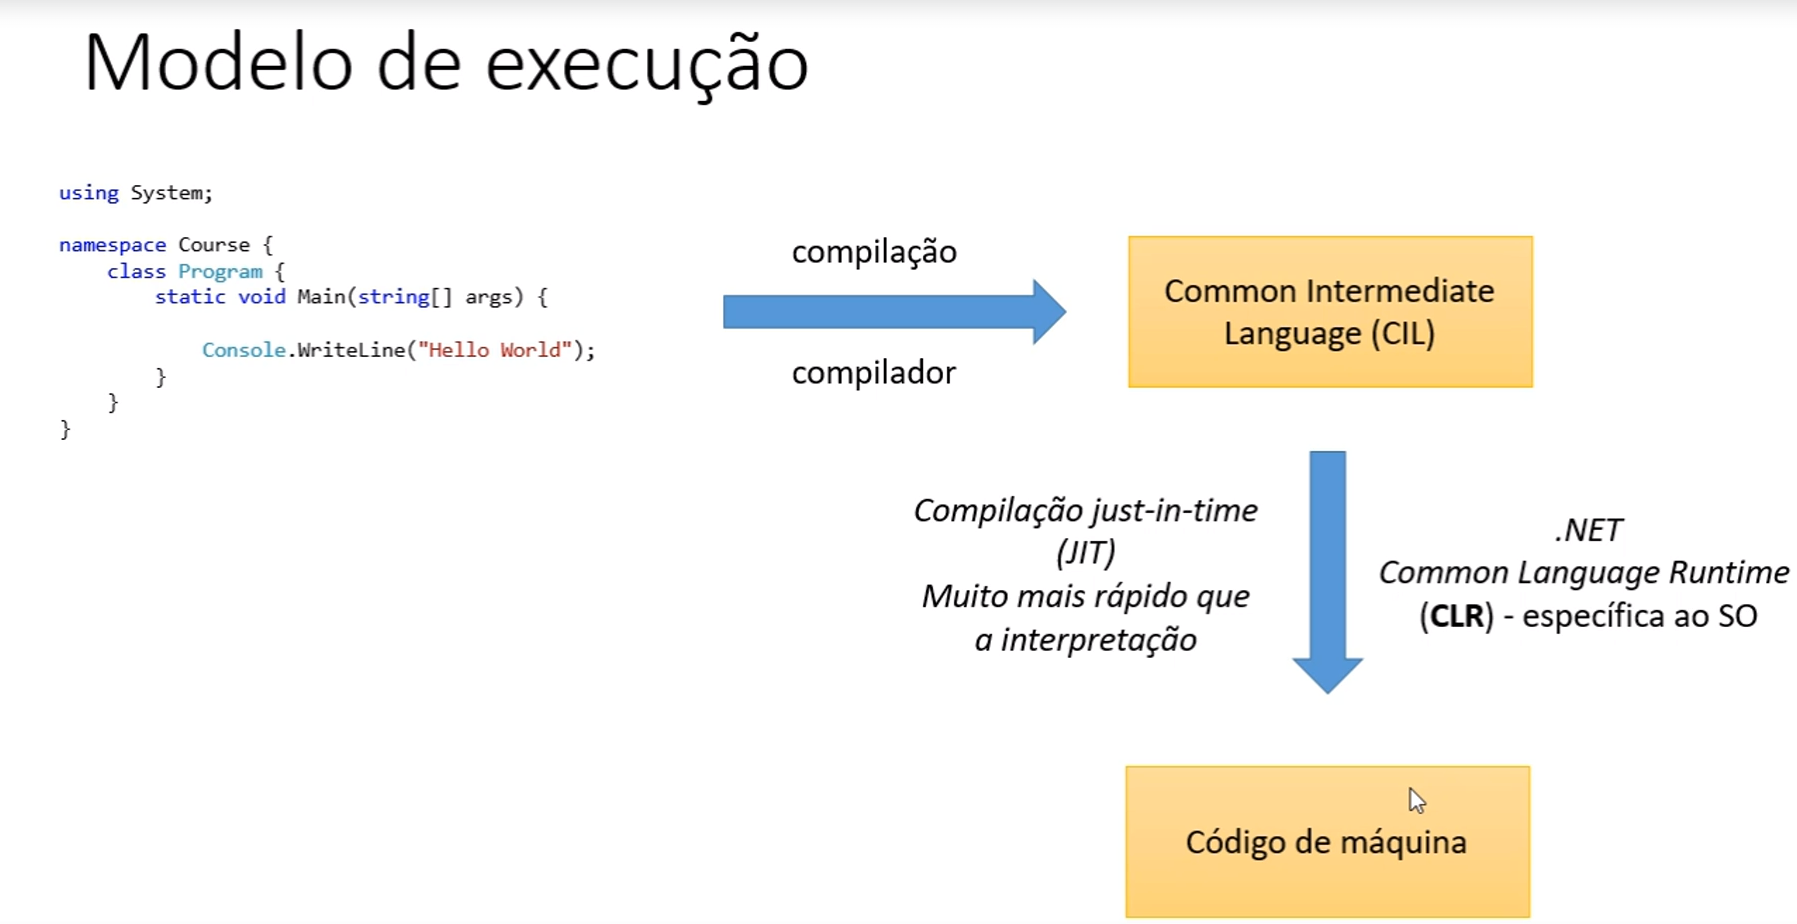 Modelo de execução
using System;
namespace Course {
class Program {
static void Main(string[] args) {
Console.WriteLine("Hello World");
}
}
}
compilação
compilador
Common Intermediate
Language (CIL)
Compilação just-in-time
(JIT)
Muito mais rápido que
a interpretação
.NET
Common Language Runtime
(CLR) - específica ao SO
Código de máquina